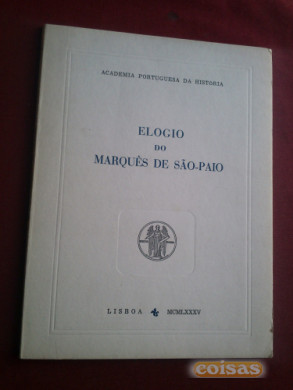 ACADEMIA PORTUGUESA DA HISTÓRIA
ELOGIO
DO
MARQUÊS DE SÃO-PAIO
LISBOA
MCMLXXXV
coisas